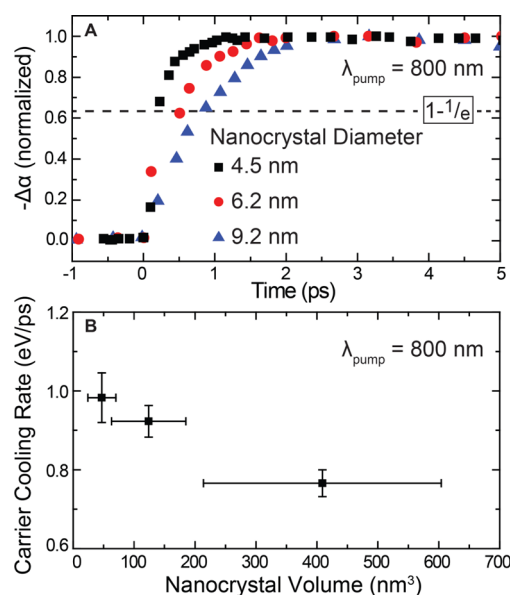 A
1.0
0.8
0.6
0.4
0.2
0.0
-Δα (normalized)
λpump = 800 nm
1-1/e
Nanocrystal Diameter
4.5 nm
6.2 nm
9.2 nm
-1 0 1 2 3 4 5
Time (ps)
B
1.2
1.0
0.8
0.6
Carrier Cooling Rate (eV/ps)
λpump = 800 nm
0 100 200 300 400 500 600 700
Nanocrystal Volume (nm³)